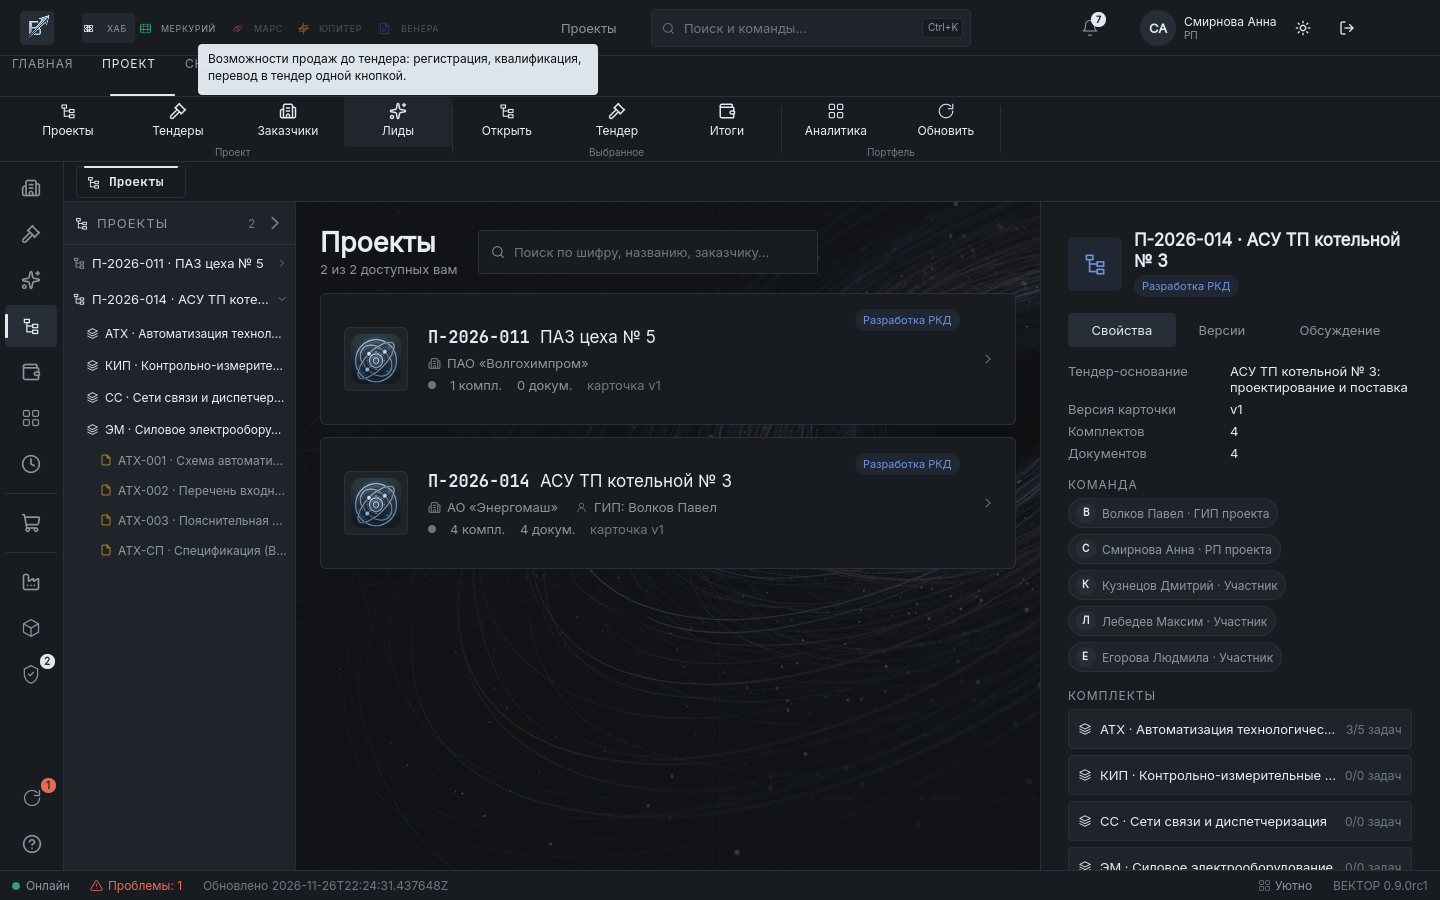 ХАБ
МЕРКУРИЙ
МАРС
ЮПИТЕР
ВЕНЕРА
Проекты
Поиск и команды...
Ctrl+K
7
СА
Смирнова Анна
РП
ГЛАВНАЯ
ПРОЕКТ
Возможности продаж до тендера: регистрация, квалификация,
перевод в тендер одной кнопкой.
Проекты
Тендеры
Заказчики
Лиды
Открыть
Тендер
Итоги
Аналитика
Обновить
Проект
Выбранное
Портфель
Проекты
ПРОЕКТЫ
2
П-2026-011 · ПАЗ цеха № 5
П-2026-014 · АСУ ТП коте...
АТХ · Автоматизация технол...
КИП · Контрольно-измерите...
СС · Сети связи и диспетчер...
ЭМ · Силовое электрообору...
АТХ-001 · Схема автомати...
АТХ-002 · Перечень входн...
АТХ-003 · Пояснительная ...
АТХ-СП · Спецификация (В...
2
1
Проекты
2 из 2 доступных вам
Поиск по шифру, названию, заказчику...
Разработка РКД
П-2026-011 ПАЗ цеха № 5
ПАО «Волгохимпром»
1 компл. 0 докум. карточка v1
Разработка РКД
П-2026-014 АСУ ТП котельной № 3
АО «Энергомаш» ГИП: Волков Павел
4 компл. 4 докум. карточка v1
П-2026-014 · АСУ ТП котельной
№ 3
Разработка РКД
Свойства
Версии
Обсуждение
Тендер-основание
АСУ ТП котельной № 3:
проектирование и поставка
Версия карточки v1
Комплектов 4
Документов 4
КОМАНДА
В Волков Павел · ГИП проекта
С Смирнова Анна · РП проекта
К Кузнецов Дмитрий · Участник
Л Лебедев Максим · Участник
Е Егорова Людмила · Участник
КОМПЛЕКТЫ
АТХ · Автоматизация технологичес... 3/5 задач
КИП · Контрольно-измерительные ... 0/0 задач
СС · Сети связи и диспетчеризация 0/0 задач
ЭМ · Силовое электрооборудование 0/0 задач
Онлайн
Проблемы: 1
Обновлено 2026-11-26T22:24:31.437648Z
Уютно
ВЕКТОР 0.9.0rc1